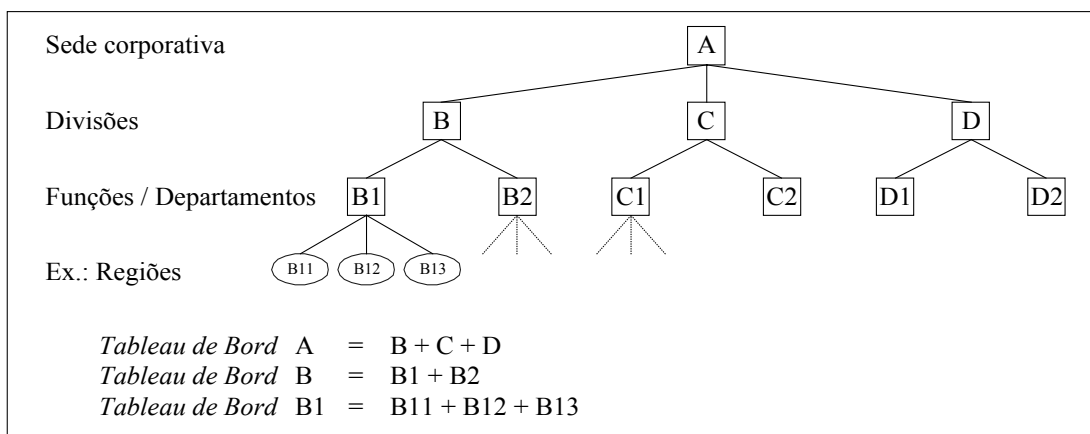 Sede corporativa A
Divisões B C D
Funções / Departamentos B1 B2 C1 C2 D1 D2
Ex.: Regiões B11 B12 B13
Tableau de Bord A = B + C + D
Tableau de Bord B = B1 + B2
Tableau de Bord B1 = B11 + B12 + B13